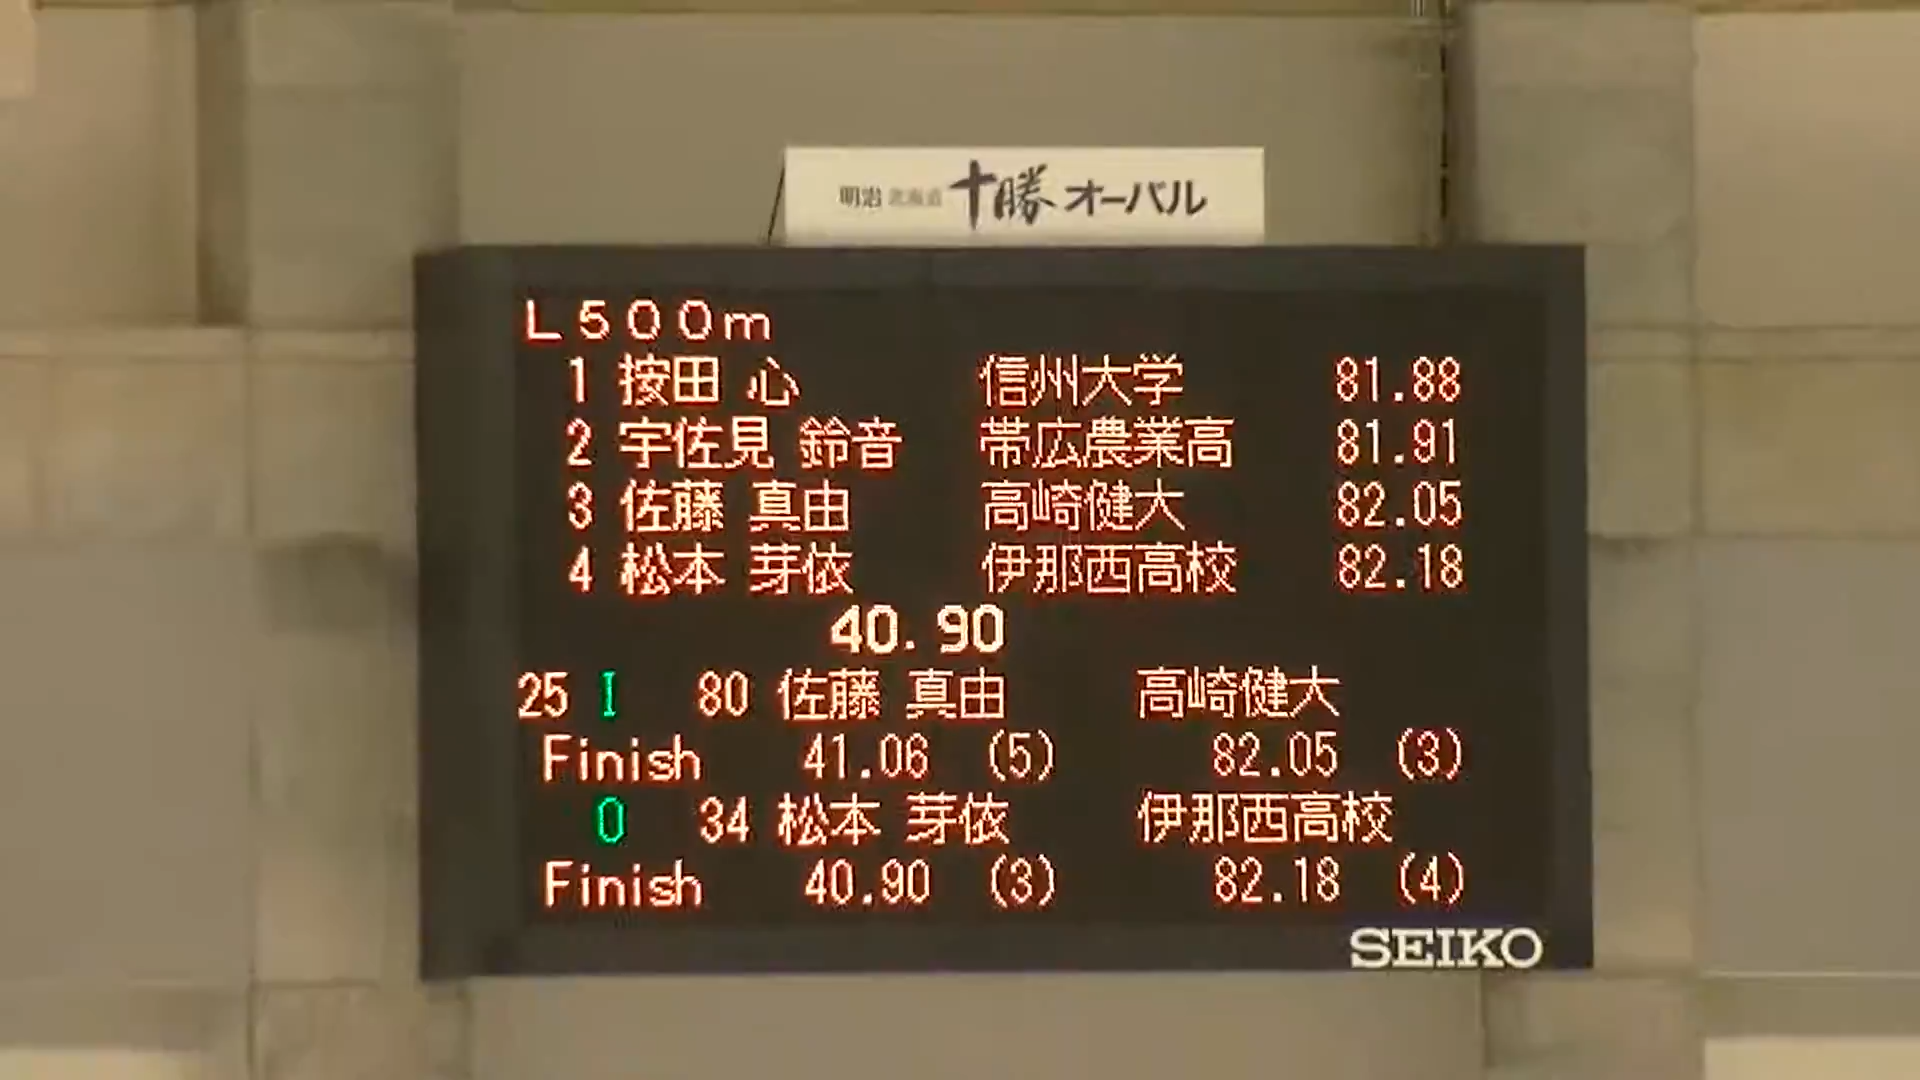 明治 北海道 十勝オーバル
L500m
1 按田 心 信州大学 81.88
2 宇佐見 鈴音 帯広農業高 81.91
3 佐藤 真由 高崎健大 82.05
4 松本 芽依 伊那西高校 82.18
40.90
25 I 80 佐藤 真由 高崎健大
Finish 41.06 (5) 82.05 (3)
O 34 松本 芽依 伊那西高校
Finish 40.90 (3) 82.18 (4)
SEIKO